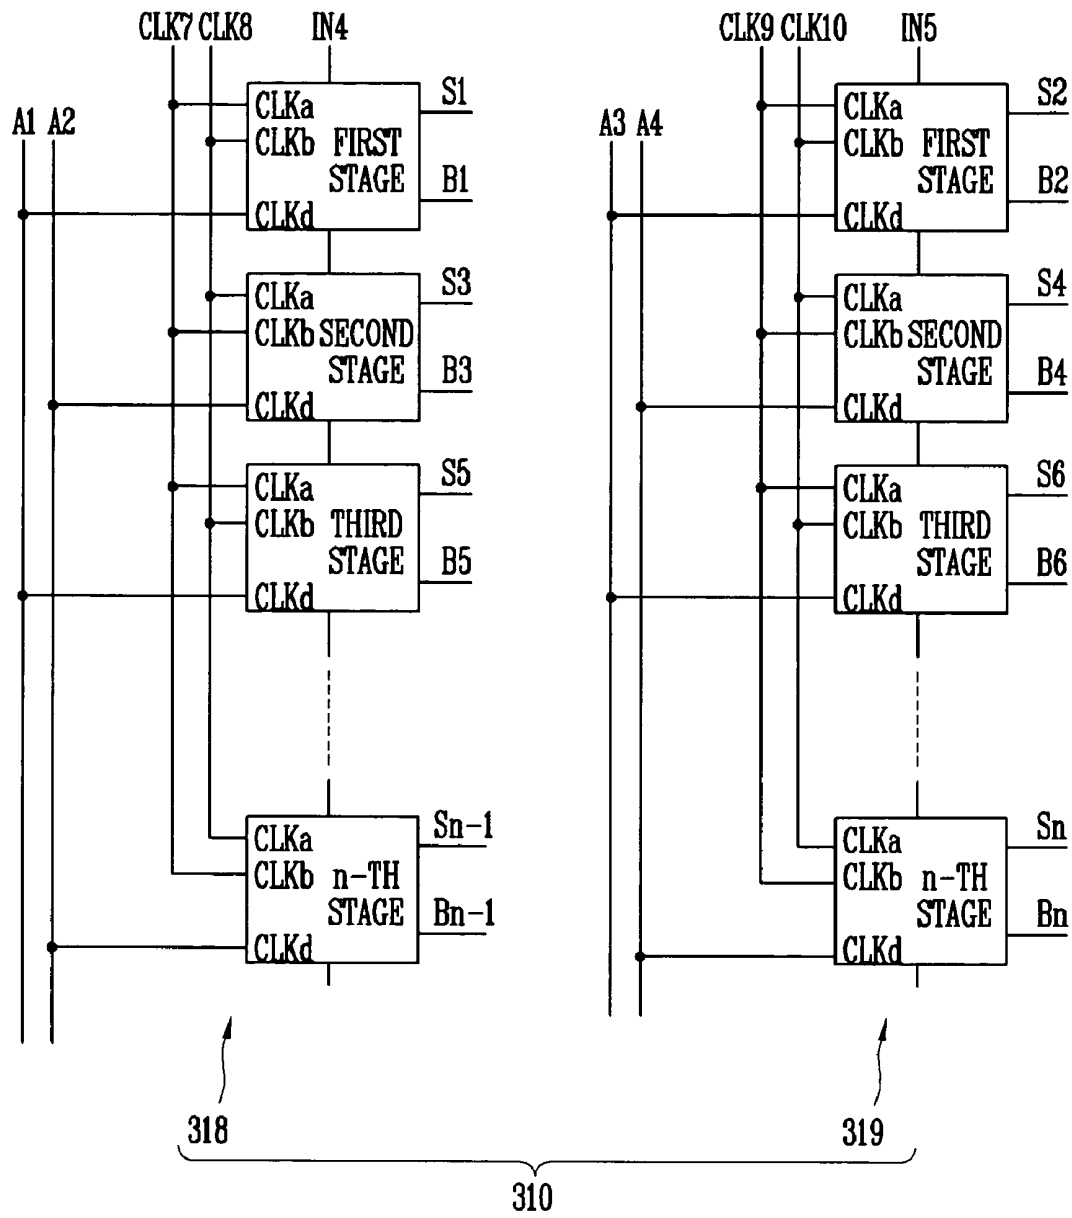 CLK7 CLK8 IN4
A1 A2
CLKa
CLKb FIRST
STAGE
CLKd
S1
B1
CLKa
CLKb SECOND
STAGE
CLKd
S3
B3
CLKa
CLKb THIRD
STAGE
CLKd
S5
B5
CLKa
CLKb n-TH
STAGE
CLKd
Sn-1
Bn-1
318
CLK9 CLK10 IN5
A3 A4
CLKa
CLKb FIRST
STAGE
CLKd
S2
B2
CLKa
CLKb SECOND
STAGE
CLKd
S4
B4
CLKa
CLKb THIRD
STAGE
CLKd
S6
B6
CLKa
CLKb n-TH
STAGE
CLKd
Sn
Bn
319
310